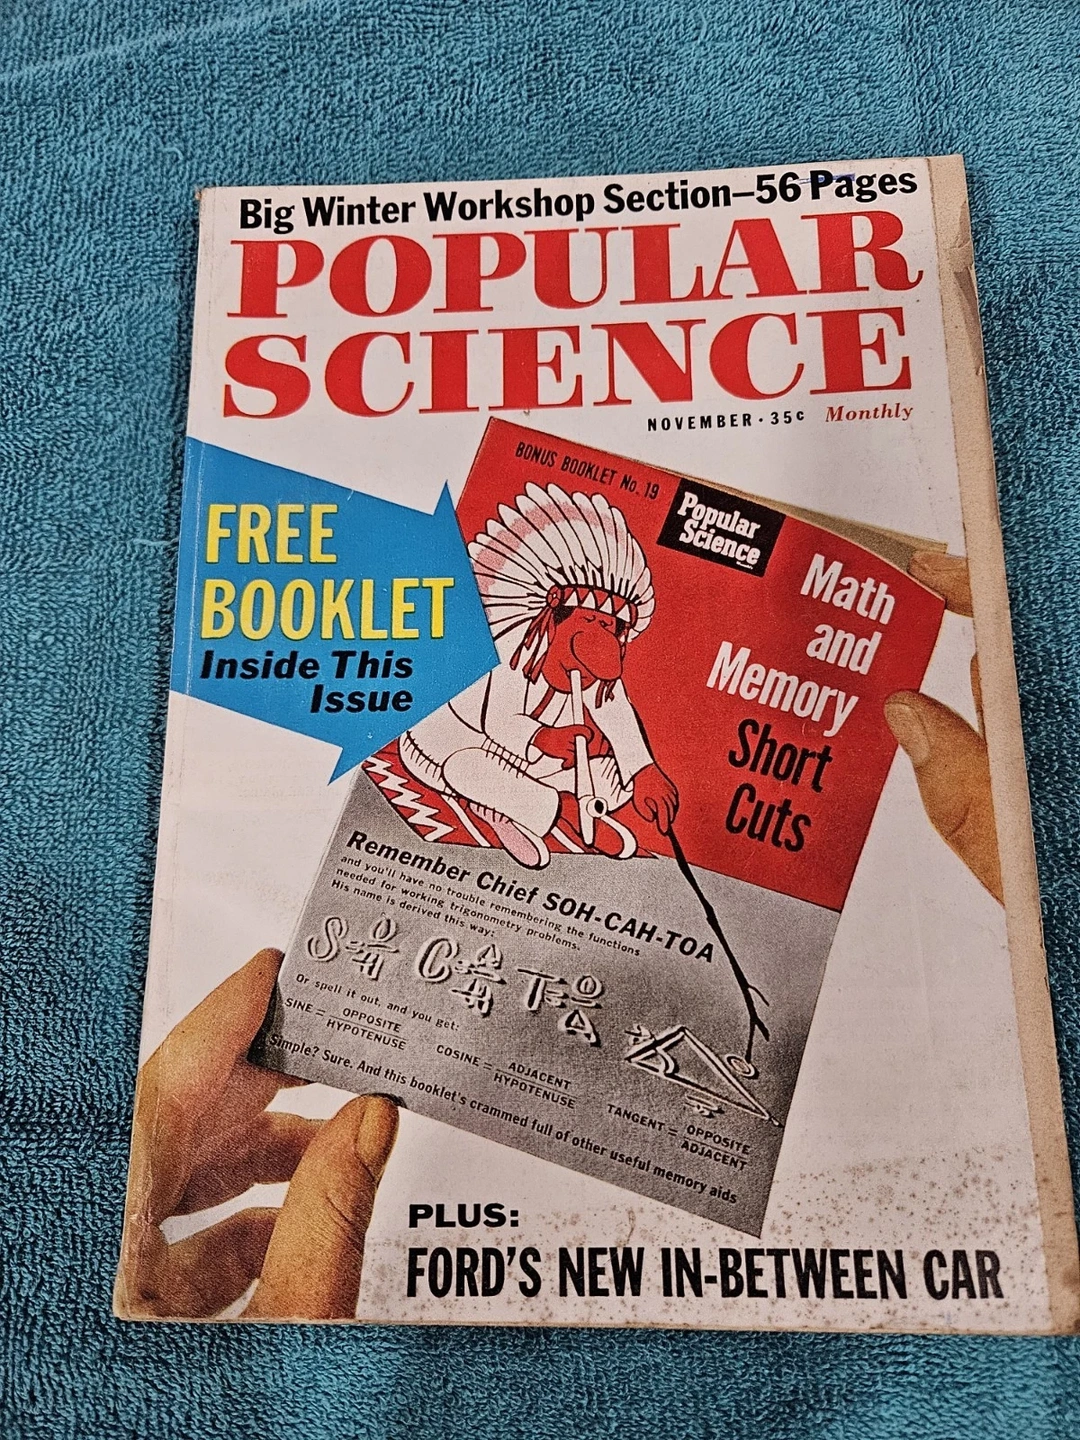 Big Winter Workshop Section—56 Pages
POPULAR
SCIENCE
NOVEMBER · 35¢ Monthly
FREE
BOOKLET
Inside This
Issue
BONUS BOOKLET No. 19
Popular
Science
Math
and
Memory
Short
Cuts
Remember Chief SOH-CAH-TOA
and you'll have no trouble remembering the functions
needed for working trigonometry problems.
His name is derived this way:
S=O/H C=A/H T=O/A
Or spell it out, and you get:
SINE = OPPOSITE/HYPOTENUSE
COSINE = ADJACENT/HYPOTENUSE
TANGENT = OPPOSITE/ADJACENT
Simple? Sure. And this booklet's crammed full of other useful memory aids
PLUS:
FORD'S NEW IN-BETWEEN CAR